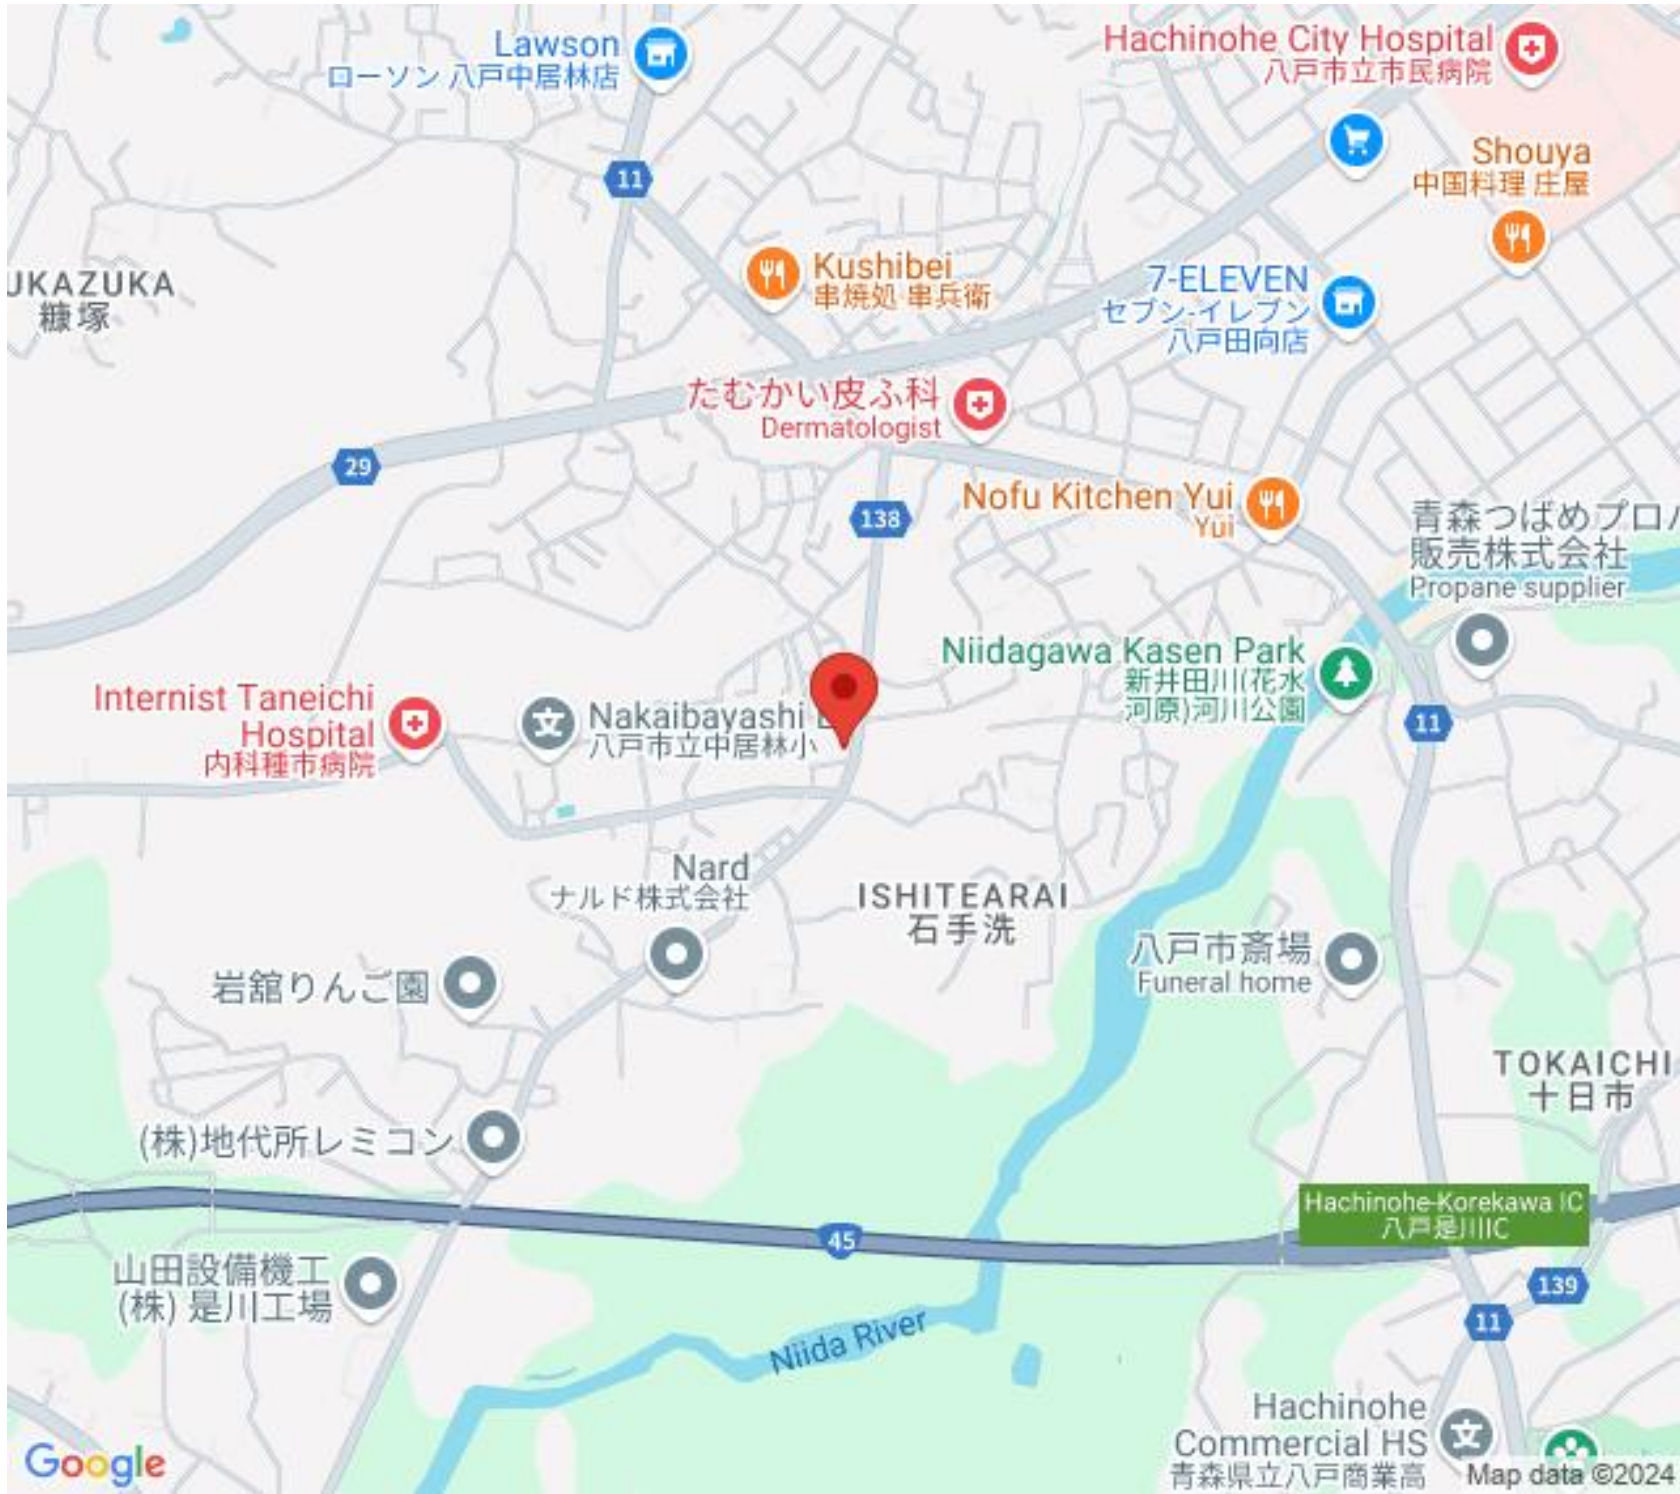 Lawson
ローソン 八戸中居林店
Hachinohe City Hospital
八戸市立市民病院
Shouya
中国料理 庄屋
11
Kushibei
串焼処 串兵衛
7-ELEVEN
セブン-イレブン
八戸田向店
UKAZUKA
糠塚
たむかい皮ふ科
Dermatologist
29
138
Nofu Kitchen Yui
Yui
青森つばめプロパ
販売株式会社
Propane supplier
Niidagawa Kasen Park
新井田川(花水
河原)河川公園
Internist Taneichi
Hospital
内科種市病院
Nakaibayashi E
八戸市立中居林小
11
Nard
ナルド株式会社
ISHITEARAI
石手洗
八戸市斎場
Funeral home
岩舘りんご園
TOKAICHI
十日市
(株)地代所レミコン
Hachinohe-Korekawa IC
八戸是川IC
45
山田設備機工
(株) 是川工場
139
11
Niida River
Hachinohe
Commercial HS
青森県立八戸商業高
Google
Map data ©2024